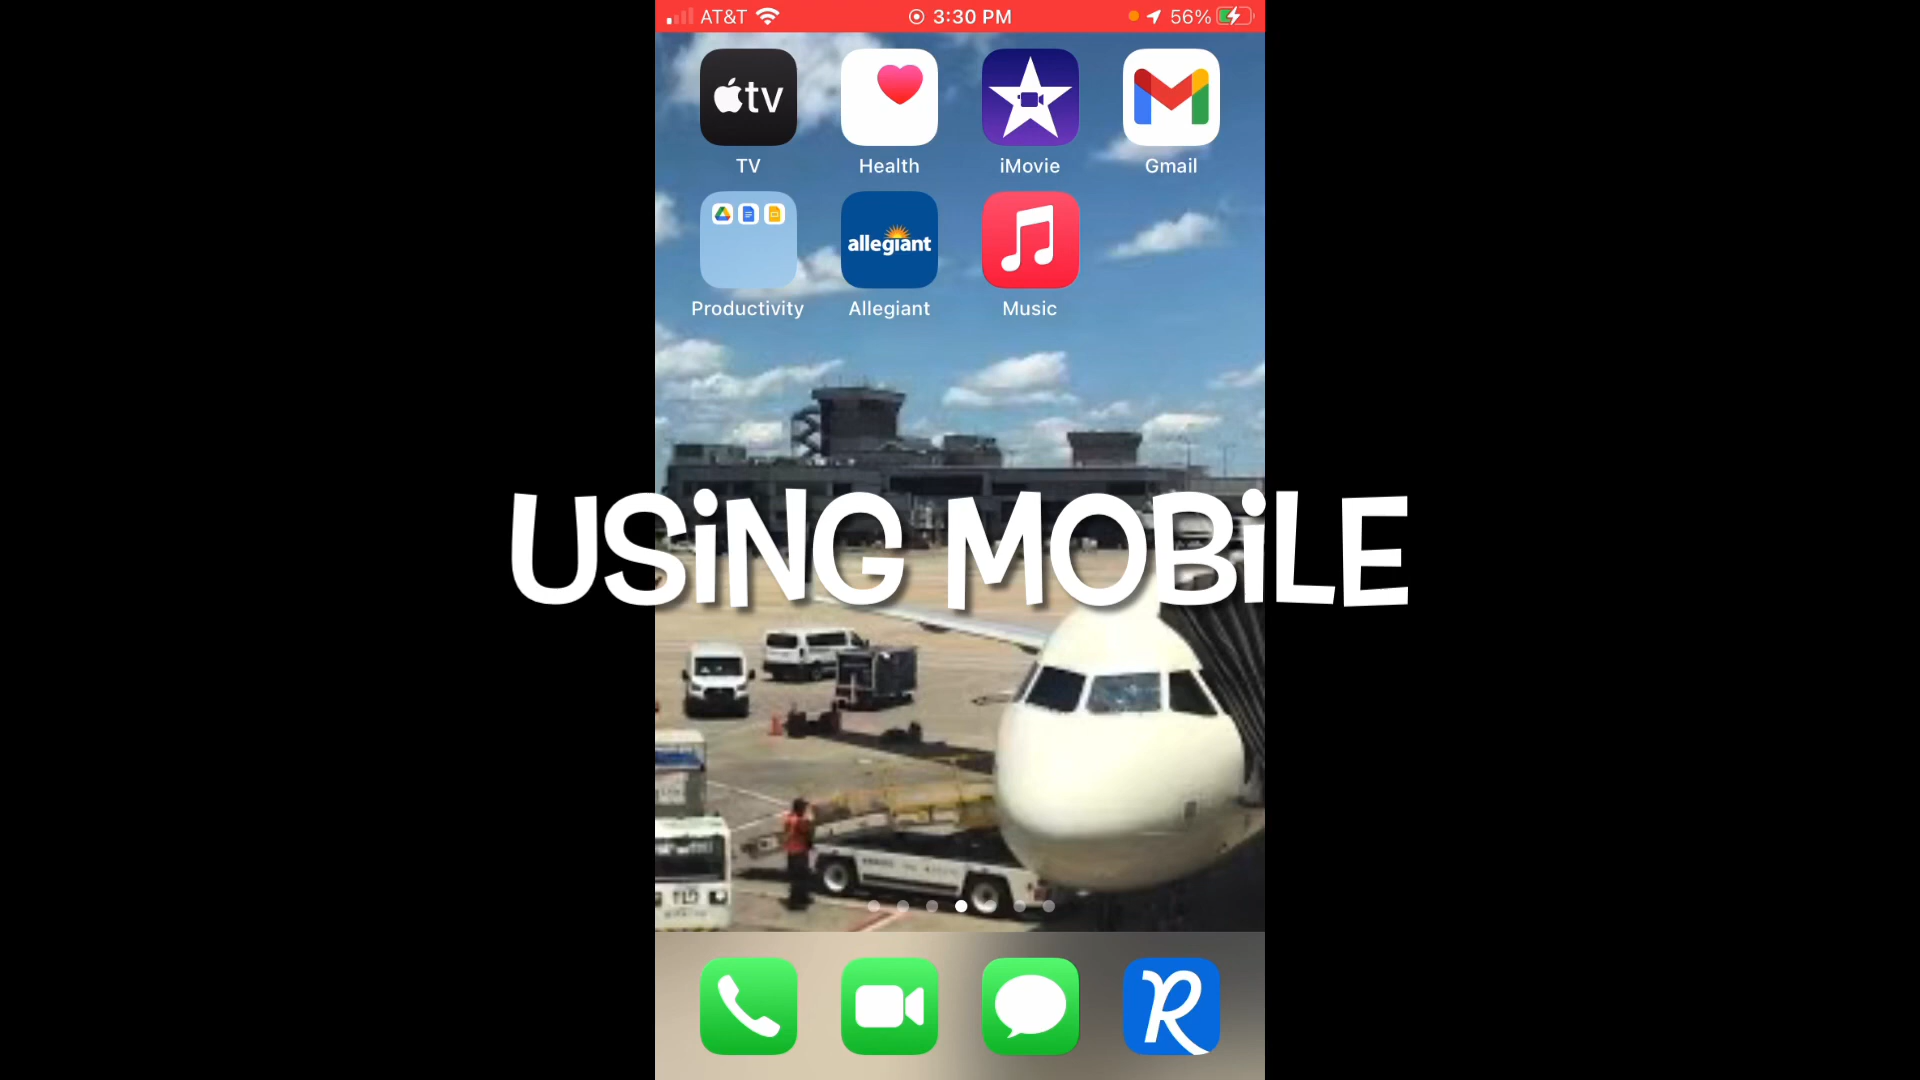 AT&T 3:30 PM 56%
tv
TV Health iMovie Gmail
allegiant
Productivity Allegiant Music
USiNG MOBiLE
R